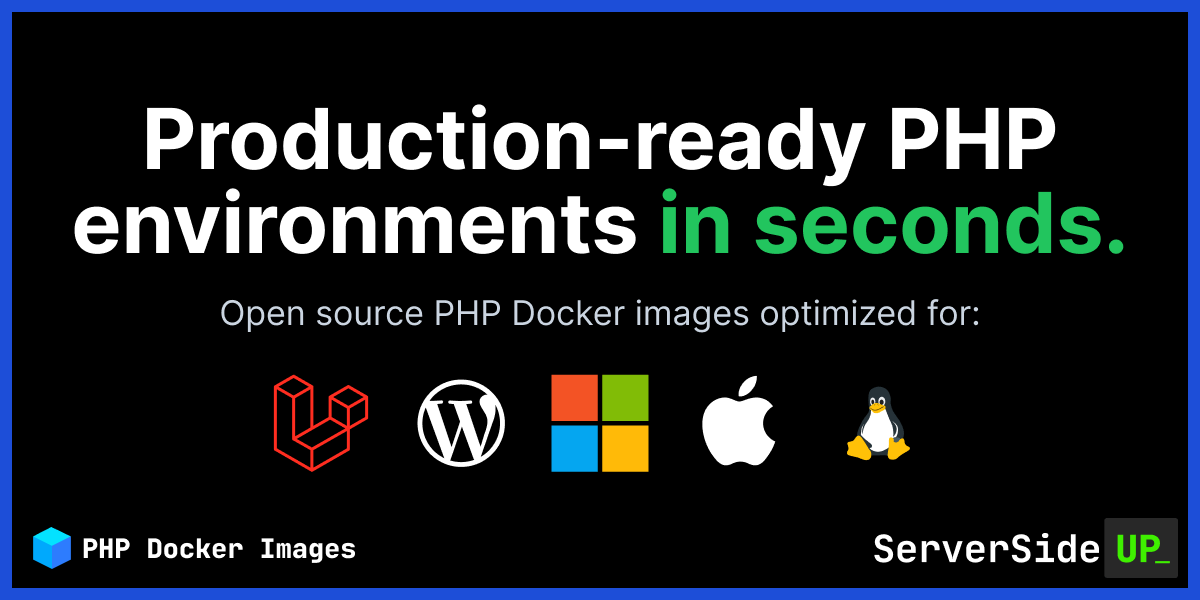 Production-ready PHP
environments in seconds.
Open source PHP Docker images optimized for:
PHP Docker Images
ServerSide UP_